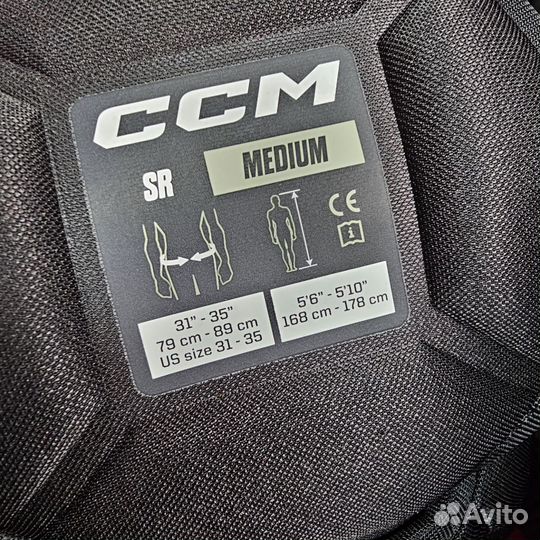 CCM
SR MEDIUM
CE
31" - 35"
79 cm - 89 cm
US size 31 - 35
5'6" - 5'10"
168 cm - 178 cm
Avito